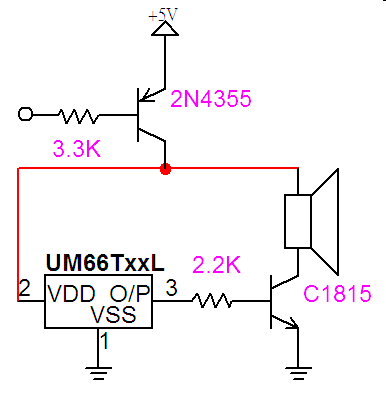 +5V
2N4355
3.3K
UM66TxxL
2.2K
2
VDD O/P
3
VSS
C1815
1